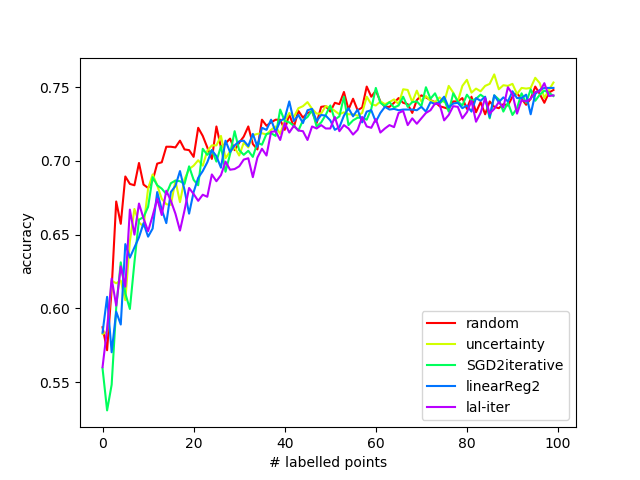 0.75
0.70
0.65
0.60
0.55
accuracy
random
uncertainty
SGD2iterative
linearReg2
lal-iter
0 20 40 60 80 100
# labelled points